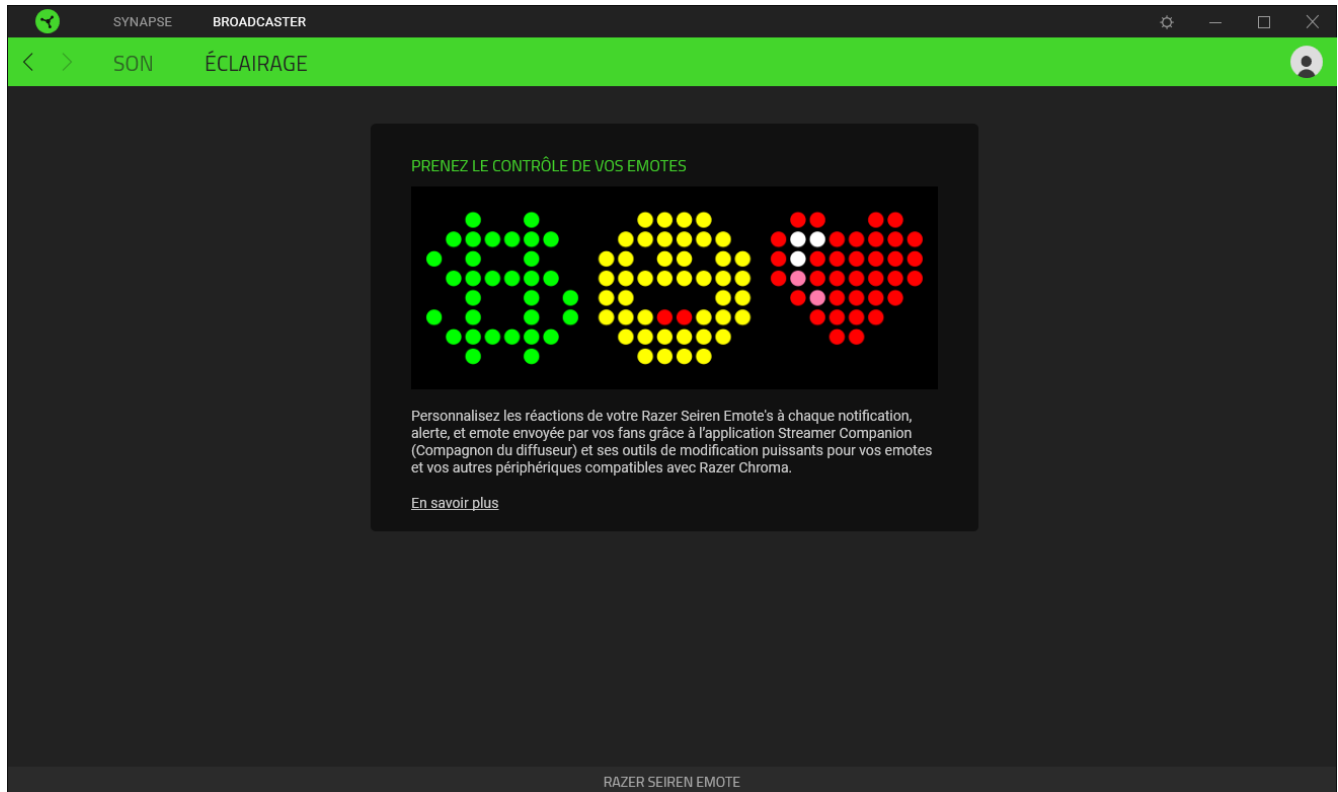 SYNAPSE BROADCASTER
SON ÉCLAIRAGE
PRENEZ LE CONTRÔLE DE VOS EMOTES
Personnalisez les réactions de votre Razer Seiren Emote's à chaque notification,
alerte, et emote envoyée par vos fans grâce à l'application Streamer Companion
(Compagnon du diffuseur) et ses outils de modification puissants pour vos emotes
et vos autres périphériques compatibles avec Razer Chroma.
En savoir plus
RAZER SEIREN EMOTE